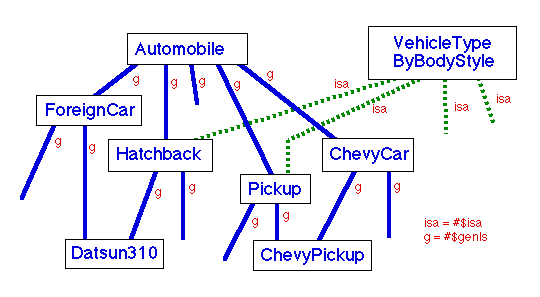 Automobile
VehicleType
ByBodyStyle
g
g
g
g
g
isa
isa
isa
isa
ForeignCar
g
g
Hatchback
ChevyCar
g
g
Pickup
g
g
g
g
Datsun310
ChevyPickup
isa = #$isa
g = #$genls